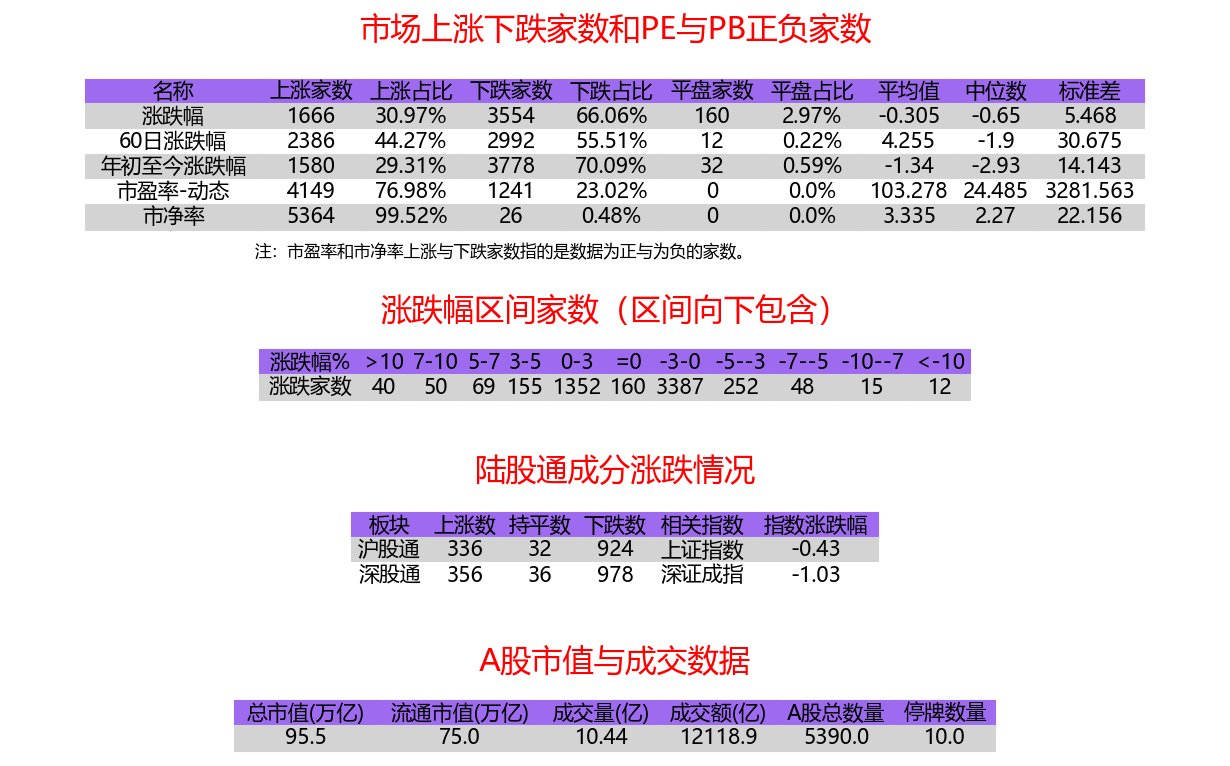 市场上涨下跌家数和PE与PB正负家数
名称 上涨家数 上涨占比 下跌家数 下跌占比 平盘家数 平盘占比 平均值 中位数 标准差
涨跌幅 1666 30.97% 3554 66.06% 160 2.97% -0.305 -0.65 5.468
60日涨跌幅 2386 44.27% 2992 55.51% 12 0.22% 4.255 -1.9 30.675
年初至今涨跌幅 1580 29.31% 3778 70.09% 32 0.59% -1.34 -2.93 14.143
市盈率-动态 4149 76.98% 1241 23.02% 0 0.0% 103.278 24.485 3281.563
市净率 5364 99.52% 26 0.48% 0 0.0% 3.335 2.27 22.156
注：市盈率和市净率上涨与下跌家数指的是数据为正与为负的家数。
涨跌幅区间家数（区间向下包含）
涨跌幅% >10 7-10 5-7 3-5 0-3 =0 -3-0 -5--3 -7--5 -10--7 <-10
涨跌家数 40 50 69 155 1352 160 3387 252 48 15 12
陆股通成分涨跌情况
板块 上涨数 持平数 下跌数 相关指数 指数涨跌幅
沪股通 336 32 924 上证指数 -0.43
深股通 356 36 978 深证成指 -1.03
A股市值与成交数据
总市值(万亿) 流通市值(万亿) 成交量(亿) 成交额(亿) A股总数量 停牌数量
95.5 75.0 10.44 12118.9 5390.0 10.0